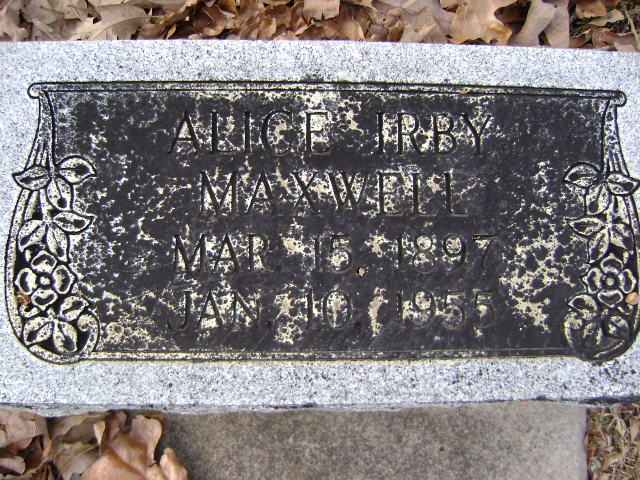 ALICE IRBY
MAXWELL
MAR. 15, 1897
JAN. 10, 1955